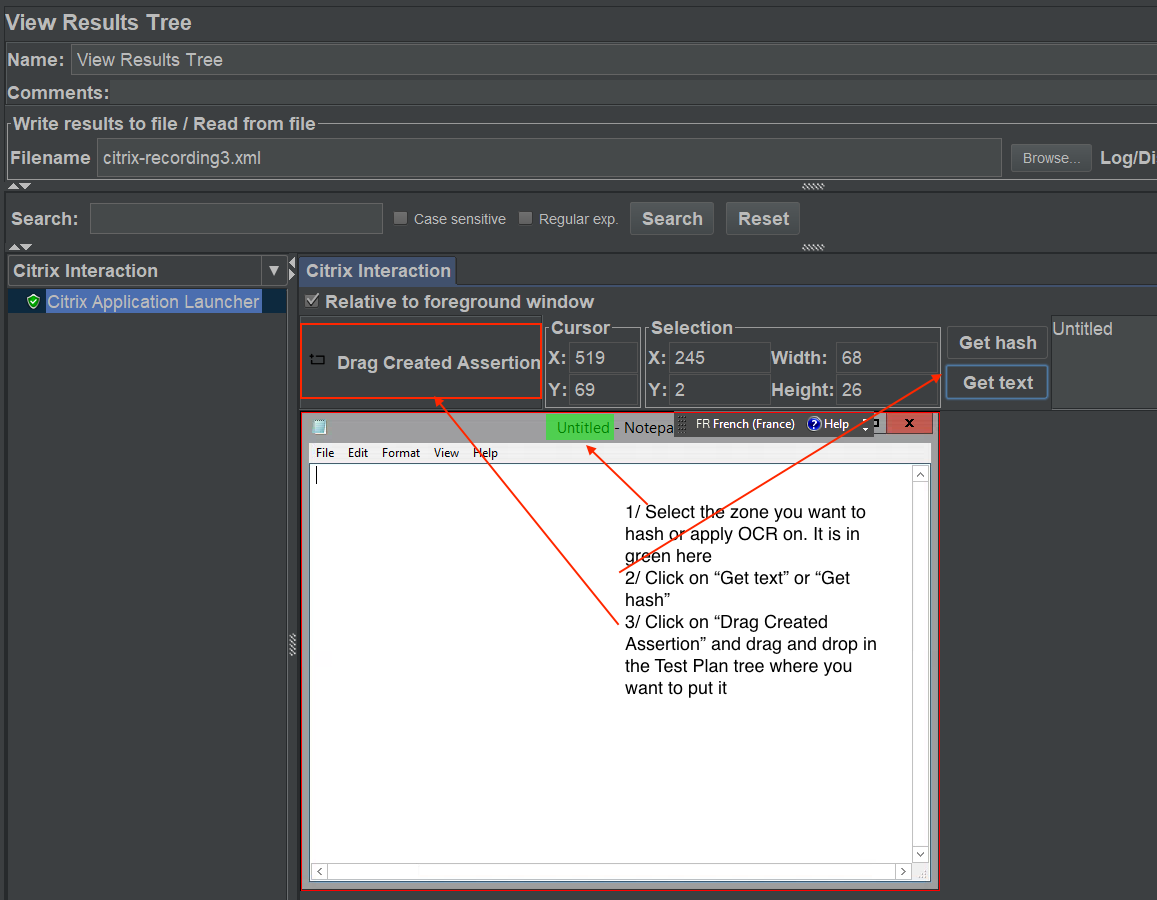 View Results Tree
Name: View Results Tree
Comments:
Write results to file / Read from file
Filename citrix-recording3.xml Browse... Log/Di
Search: Case sensitive Regular exp. Search Reset
Citrix Interaction
Citrix Application Launcher
Citrix Interaction
Relative to foreground window
Drag Created Assertion
Cursor
X: 519
Y: 69
Selection
X: 245 Width: 68
Y: 2 Height: 26
Get hash
Get text
Untitled
Untitled - Notepa
FR French (France) Help
File Edit Format View Help
1/ Select the zone you want to
hash or apply OCR on. It is in
green here
2/ Click on “Get text” or “Get
hash”
3/ Click on “Drag Created
Assertion” and drag and drop in
the Test Plan tree where you
want to put it